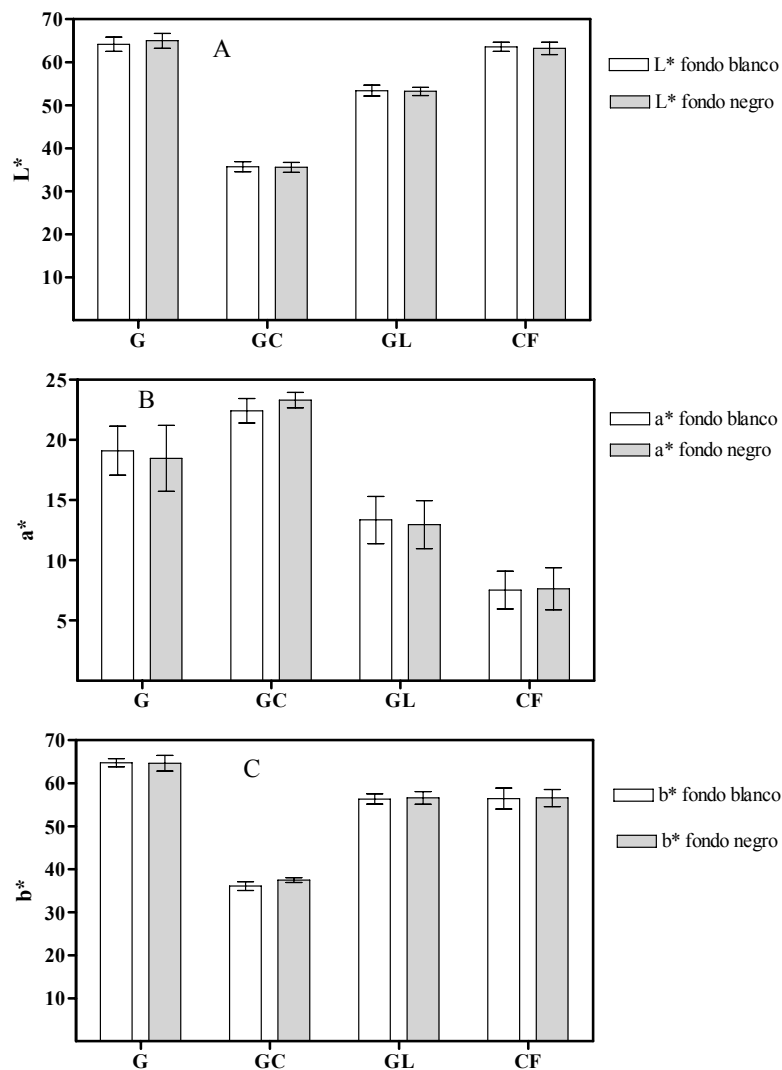 70
60
50
40
30
20
10
L*
A
G
GC
GL
CF
L* fondo blanco
L* fondo negro
25
20
15
10
5
a*
B
G
GC
GL
CF
a* fondo blanco
a* fondo negro
70
60
50
40
30
20
10
b*
C
G
GC
GL
CF
b* fondo blanco
b* fondo negro